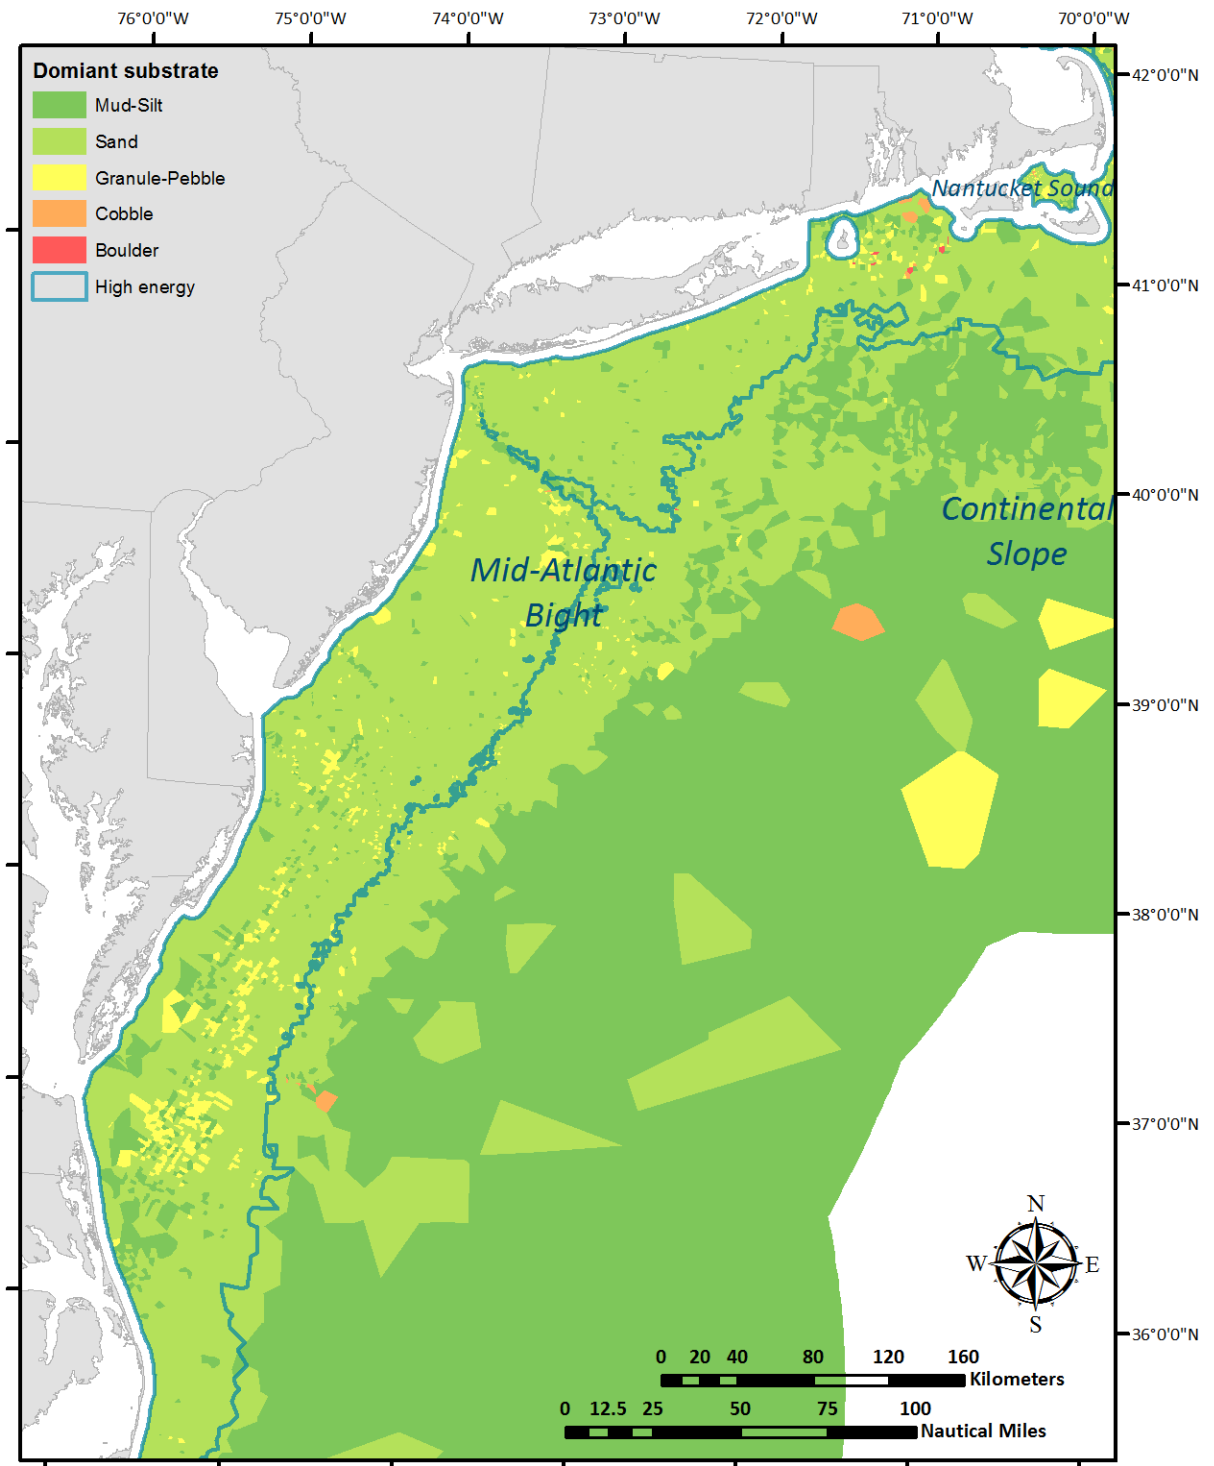 76°0'0"W 75°0'0"W 74°0'0"W 73°0'0"W 72°0'0"W 71°0'0"W 70°0'0"W
Domiant substrate
Mud-Silt
Sand
Granule-Pebble
Cobble
Boulder
High energy
42°0'0"N
Nantucket Sound
41°0'0"N
40°0'0"N
Continental
Slope
Mid-Atlantic
Bight
39°0'0"N
38°0'0"N
37°0'0"N
N
W E
S
36°0'0"N
0 20 40 80 120 160
Kilometers
0 12.5 25 50 75 100
Nautical Miles